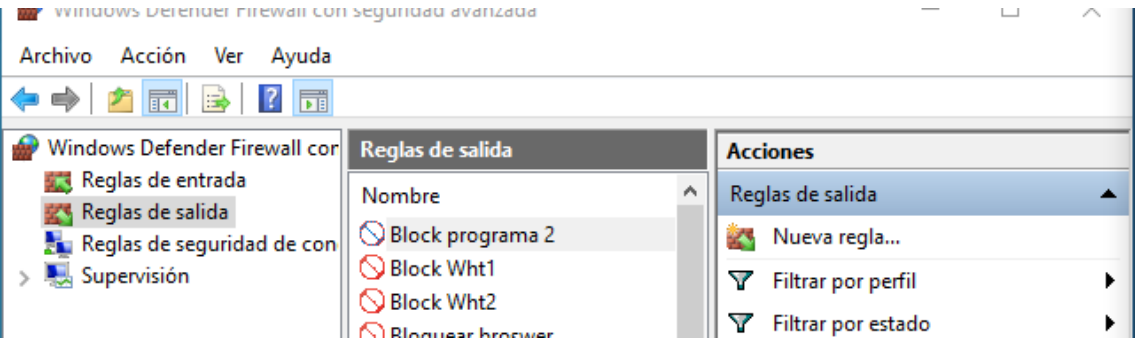 Windows Defender Firewall con seguridad avanzada
Archivo Acción Ver Ayuda
Windows Defender Firewall con
Reglas de entrada
Reglas de salida
Reglas de seguridad de con
Supervisión
Reglas de salida
Nombre
Block programa 2
Block Wht1
Block Wht2
Bloquear broswer
Acciones
Reglas de salida
Nueva regla...
Filtrar por perfil
Filtrar por estado